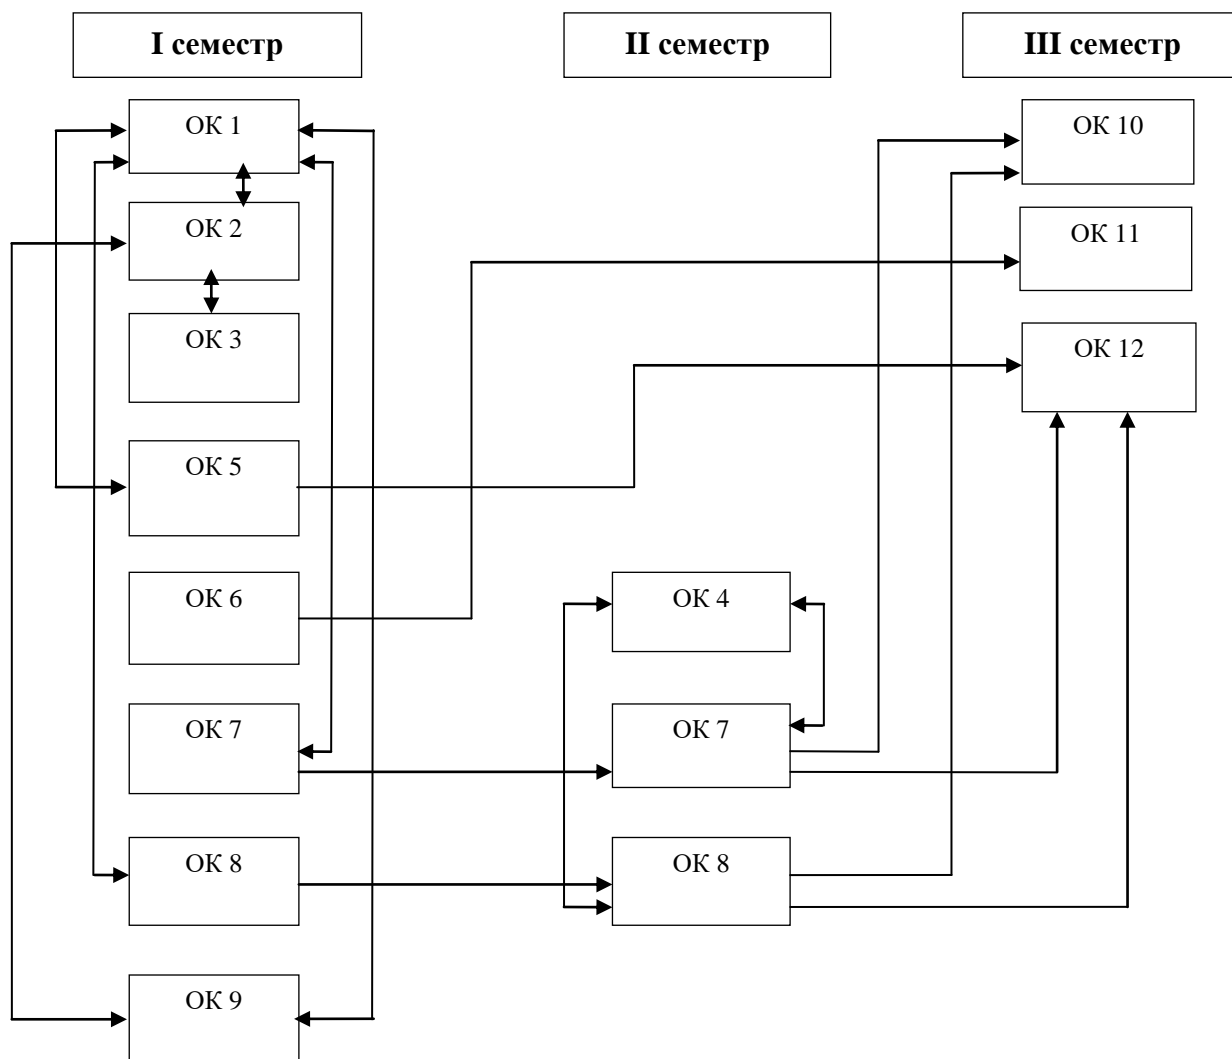 I семестр
II семестр
III семестр
ОК 1
ОК 10
ОК 2
ОК 11
ОК 3
ОК 12
ОК 5
ОК 6
ОК 4
ОК 7
ОК 7
ОК 8
ОК 8
ОК 9